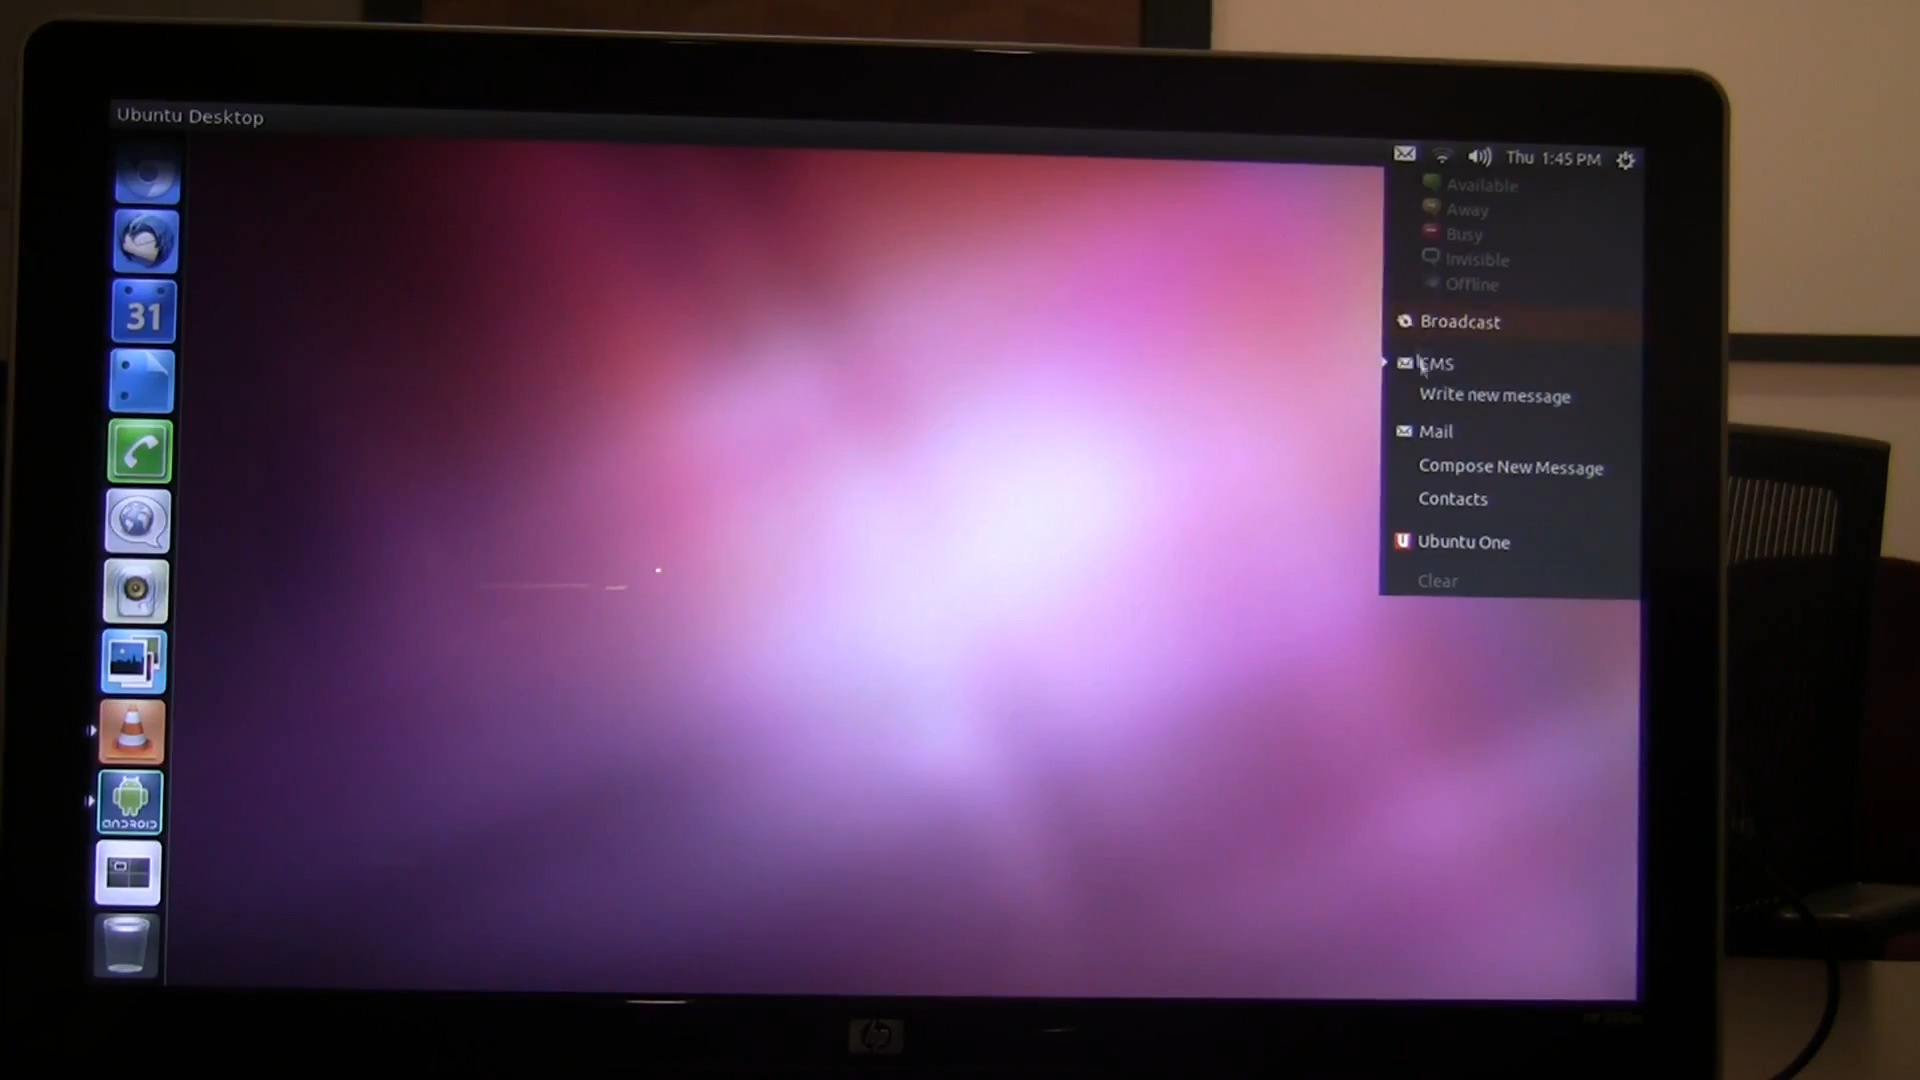 Ubuntu Desktop
Thu 1:45 PM
Available
Away
Busy
Invisible
Offline
Broadcast
SMS
Write new message
Mail
Compose New Message
Contacts
Ubuntu One
Clear
31
ANDROID
hp